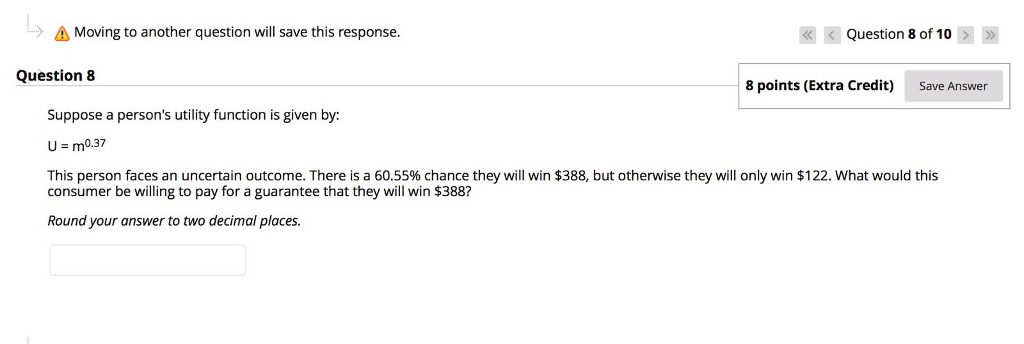 Moving to another question will save this response.
« < Question 8 of 10 > »
Question 8
8 points (Extra Credit) Save Answer
Suppose a person's utility function is given by:
U = m^0.37
This person faces an uncertain outcome. There is a 60.55% chance they will win $388, but otherwise they will only win $122. What would this
consumer be willing to pay for a guarantee that they will win $388?
Round your answer to two decimal places.